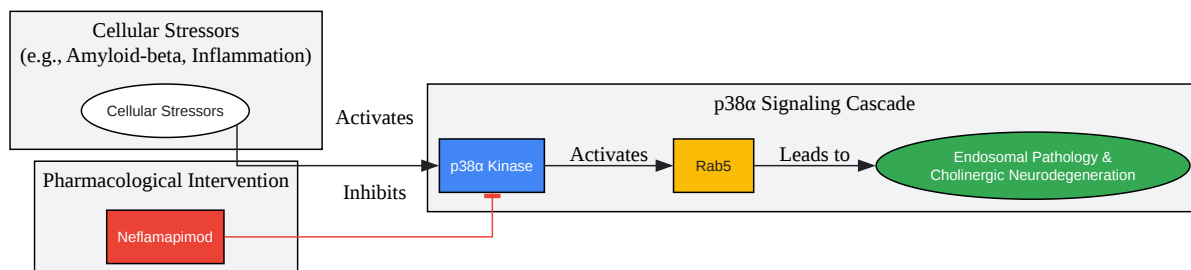 Cellular Stressors
(e.g., Amyloid-beta, Inflammation)
Cellular Stressors
Activates
Inhibits
Pharmacological Intervention
Neflamapimod
p38α Signaling Cascade
p38α Kinase
Activates
Rab5
Leads to
Endosomal Pathology &
Cholinergic Neurodegeneration